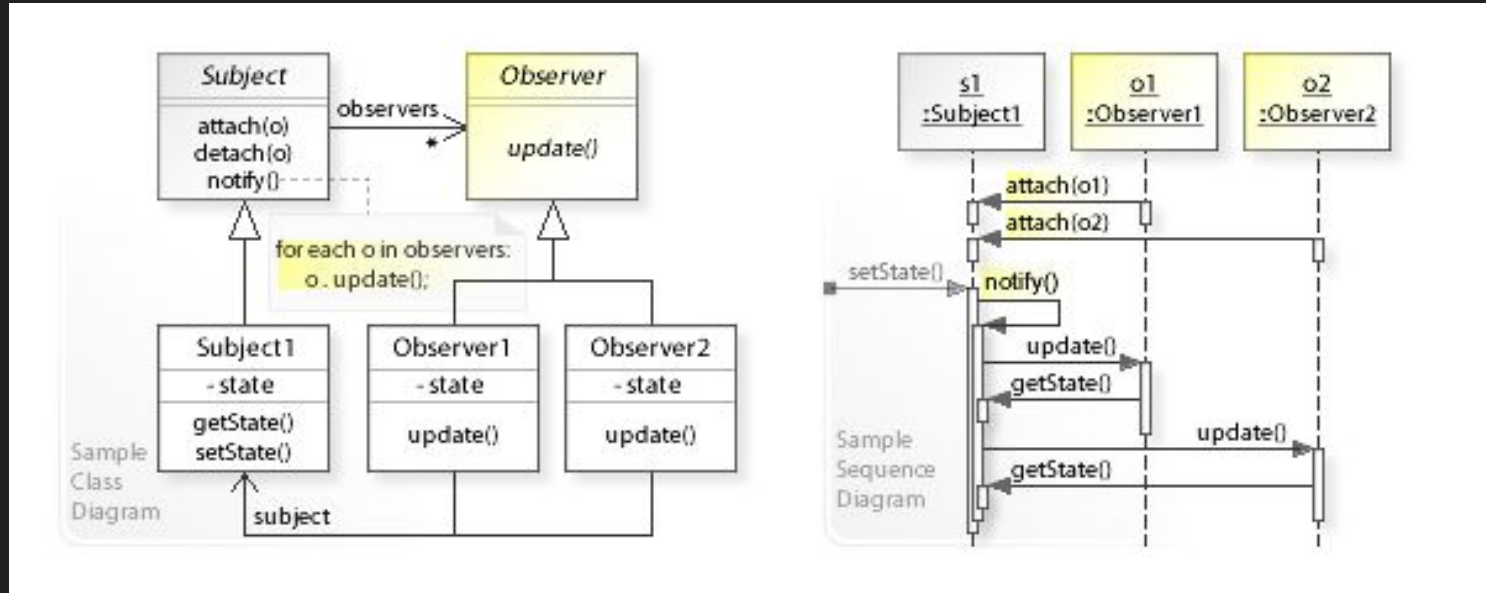 Subject
attach(o)
detach(o)
notify()
observers
*
Observer
update()
for each o in observers:
o . update();
Subject1
- state
getState()
setState()
Observer1
- state
update()
Observer2
- state
update()
subject
Sample
Class
Diagram
s1
:Subject1
o1
:Observer1
o2
:Observer2
attach(o1)
attach(o2)
setState()
notify()
update()
getState()
update()
getState()
Sample
Sequence
Diagram